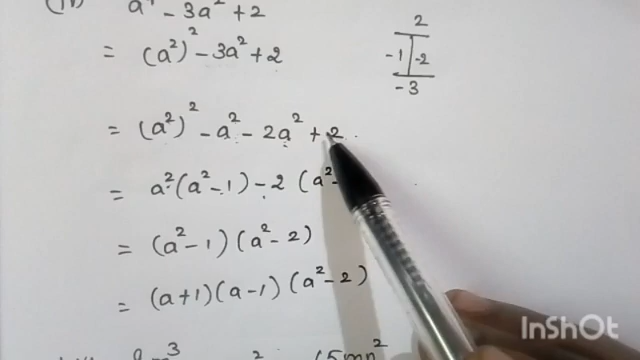 (iv) a⁴ - 3a² + 2
= (a²)² - 3a² + 2
2
-1 | -2
-3
= (a²)² - a² - 2a² + 2
= a²(a² - 1) - 2 (a² -
= (a² - 1) (a² - 2)
= (a+1)(a-1)(a² - 2)
InShOt